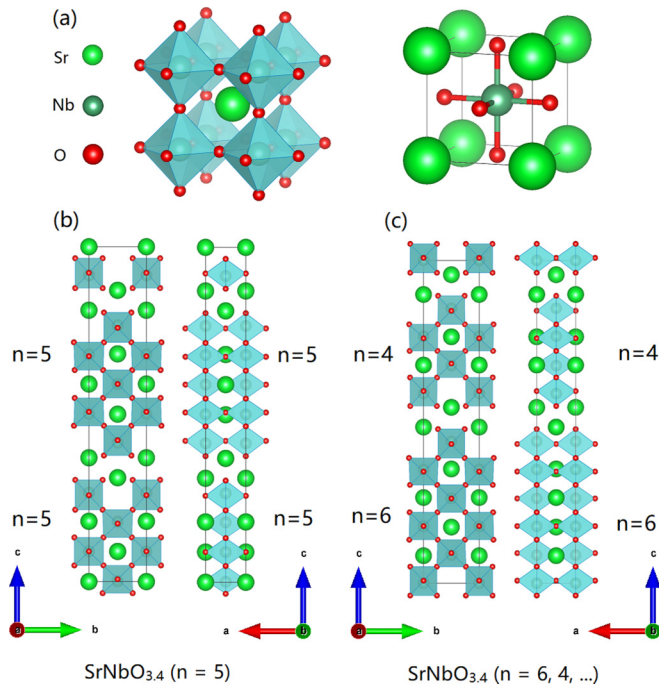 (a)
Sr
Nb
O
(b)
(c)
n=5
n=5
n=4
n=4
n=5
n=5
n=6
n=6
c
a
b
c
a
b
c
a
b
c
a
b
SrNbO₃.₄ (n = 5)
SrNbO₃.₄ (n = 6, 4, ...)